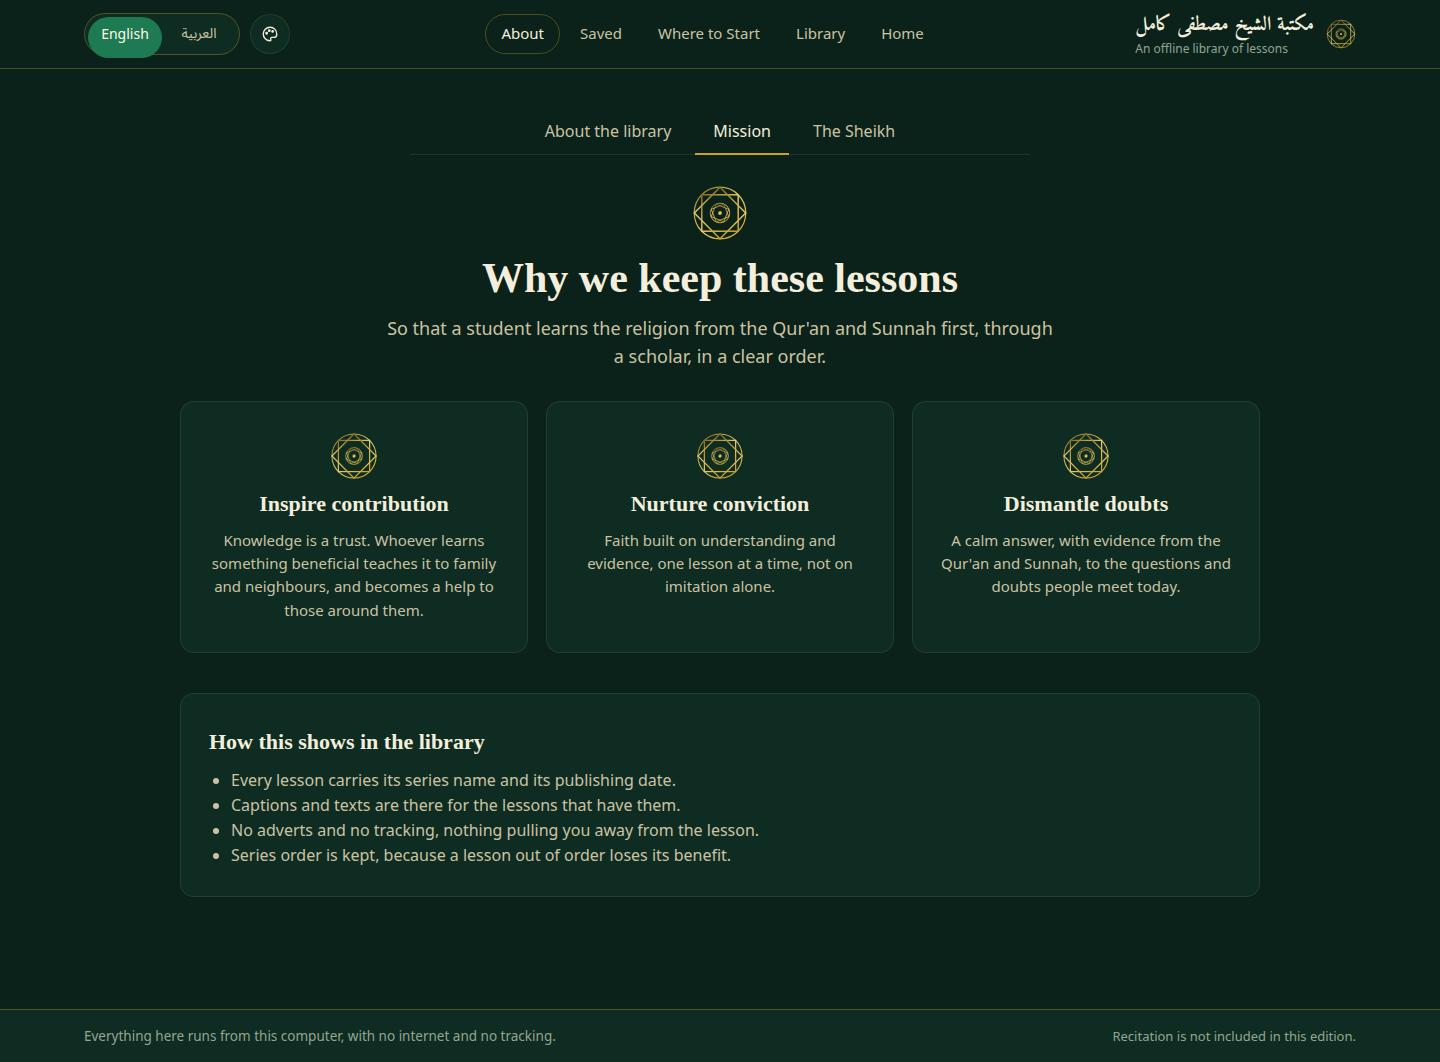 English
العربية
About
Saved
Where to Start
Library
Home
مكتبة الشيخ مصطفى كامل
An offline library of lessons
About the library
Mission
The Sheikh
Why we keep these lessons
So that a student learns the religion from the Qur'an and Sunnah first, through
a scholar, in a clear order.
Inspire contribution
Knowledge is a trust. Whoever learns
something beneficial teaches it to family
and neighbours, and becomes a help to
those around them.
Nurture conviction
Faith built on understanding and
evidence, one lesson at a time, not on
imitation alone.
Dismantle doubts
A calm answer, with evidence from the
Qur'an and Sunnah, to the questions and
doubts people meet today.
How this shows in the library
Every lesson carries its series name and its publishing date.
Captions and texts are there for the lessons that have them.
No adverts and no tracking, nothing pulling you away from the lesson.
Series order is kept, because a lesson out of order loses its benefit.
Everything here runs from this computer, with no internet and no tracking.
Recitation is not included in this edition.